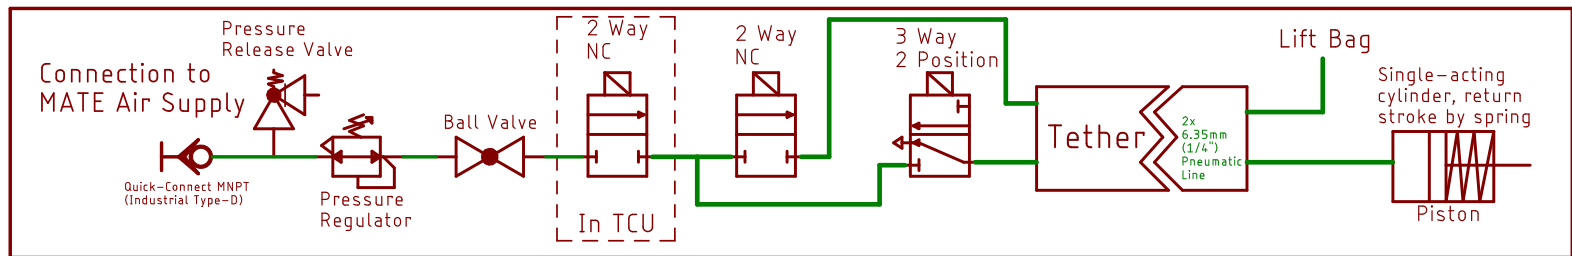 Pressure
Release Valve
Connection to
MATE Air Supply
Quick-Connect MNPT
(Industrial Type-D)
Pressure
Regulator
Ball Valve
2 Way
NC
In TCU
2 Way
NC
3 Way
2 Position
Tether
2x
6.35mm
(1/4")
Pneumatic
Line
Lift Bag
Single-acting
cylinder, return
stroke by spring
Piston